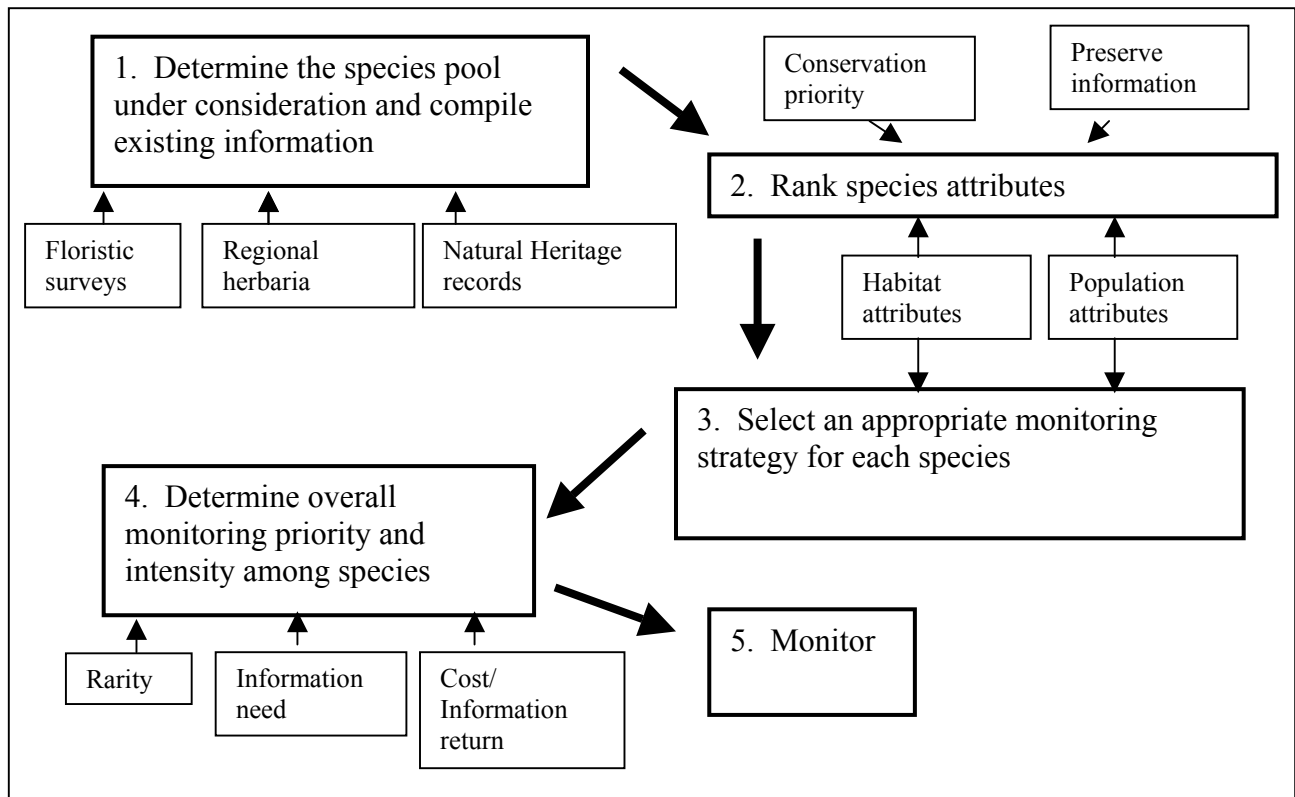 1. Determine the species pool
under consideration and compile
existing information
Conservation
priority
Preserve
information
2. Rank species attributes
Floristic
surveys
Regional
herbaria
Natural Heritage
records
Habitat
attributes
Population
attributes
3. Select an appropriate monitoring
strategy for each species
4. Determine overall
monitoring priority and
intensity among species
5. Monitor
Rarity
Information
need
Cost/
Information
return